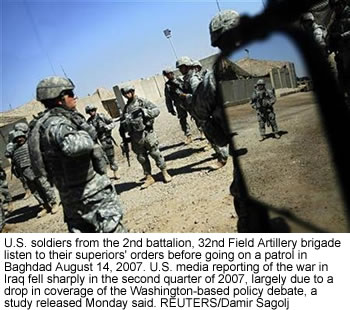 U.S. soldiers from the 2nd battalion, 32nd Field Artillery brigade
listen to their superiors' orders before going on a patrol in
Baghdad August 14, 2007. U.S. media reporting of the war in
Iraq fell sharply in the second quarter of 2007, largely due to a
drop in coverage of the Washington-based policy debate, a
study released Monday said. REUTERS/Damir Sagolj